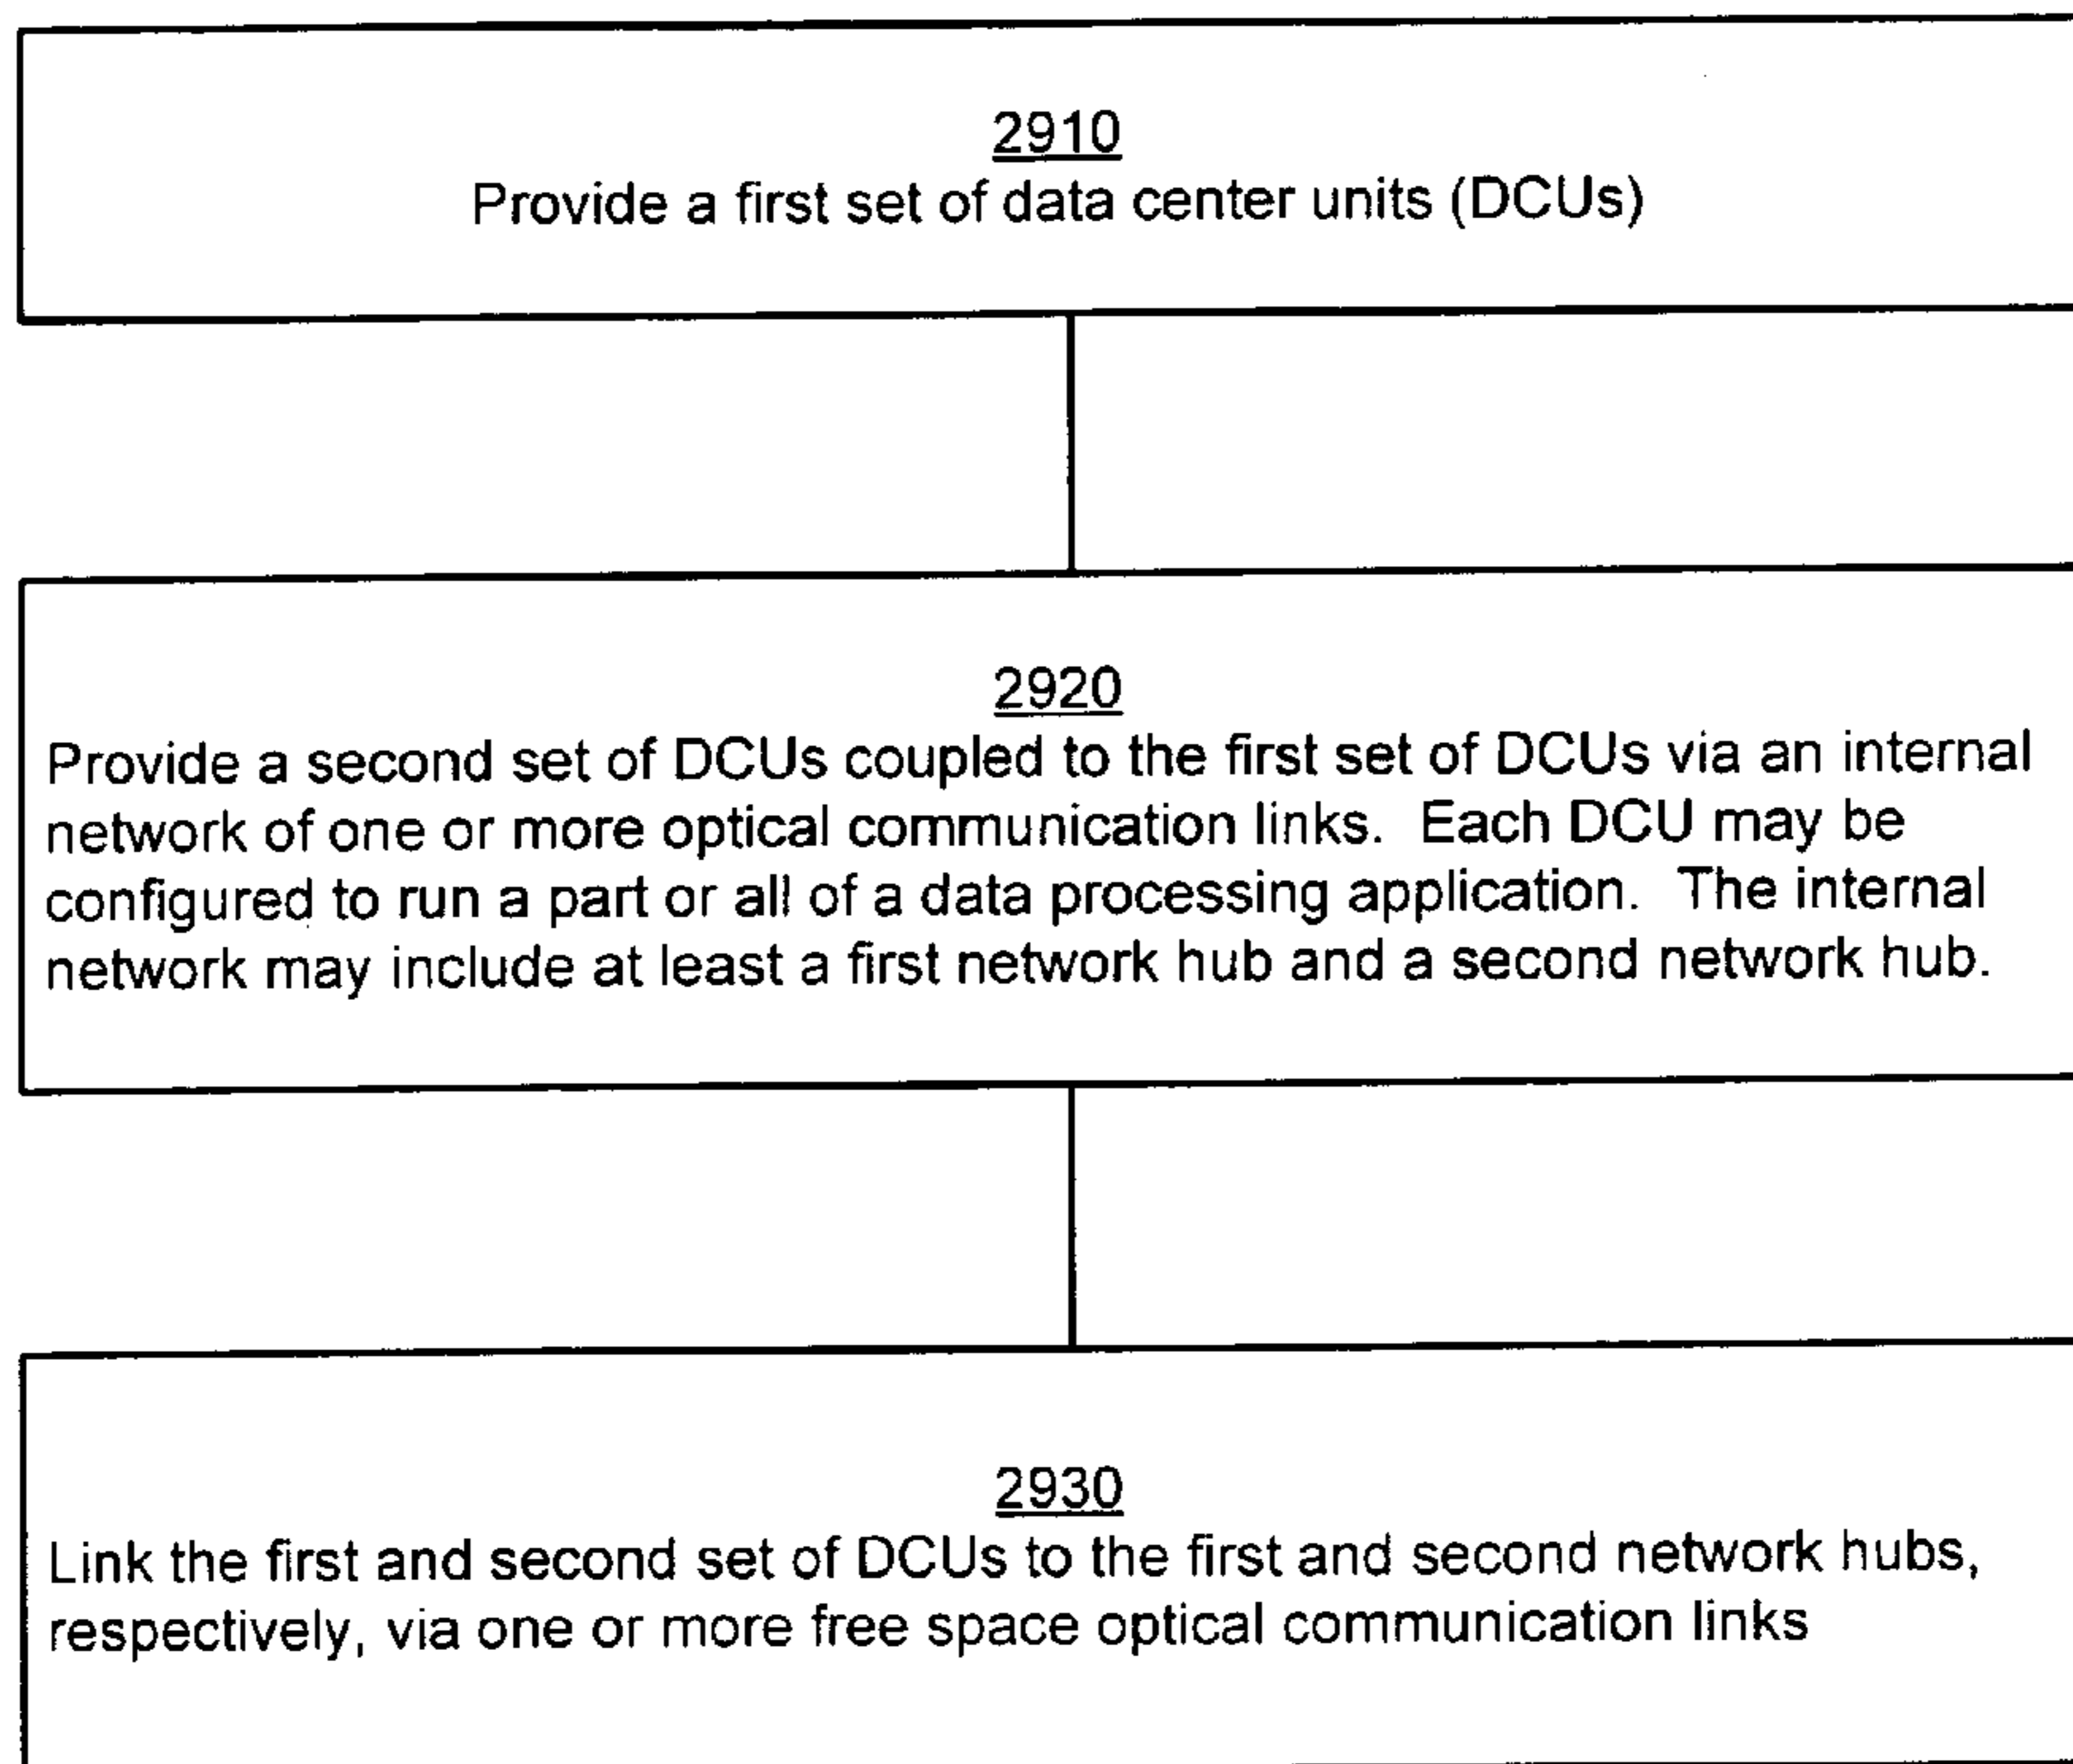 2910
Provide a first set of data center units (DCUs)
2920
Provide a second set of DCUs coupled to the first set of DCUs via an internal
network of one or more optical communication links.  Each DCU may be
configured to run a part or all of a data processing application.  The internal
network may include at least a first network hub and a second network hub.
2930
Link the first and second set of DCUs to the first and second network hubs,
respectively, via one or more free space optical communication links